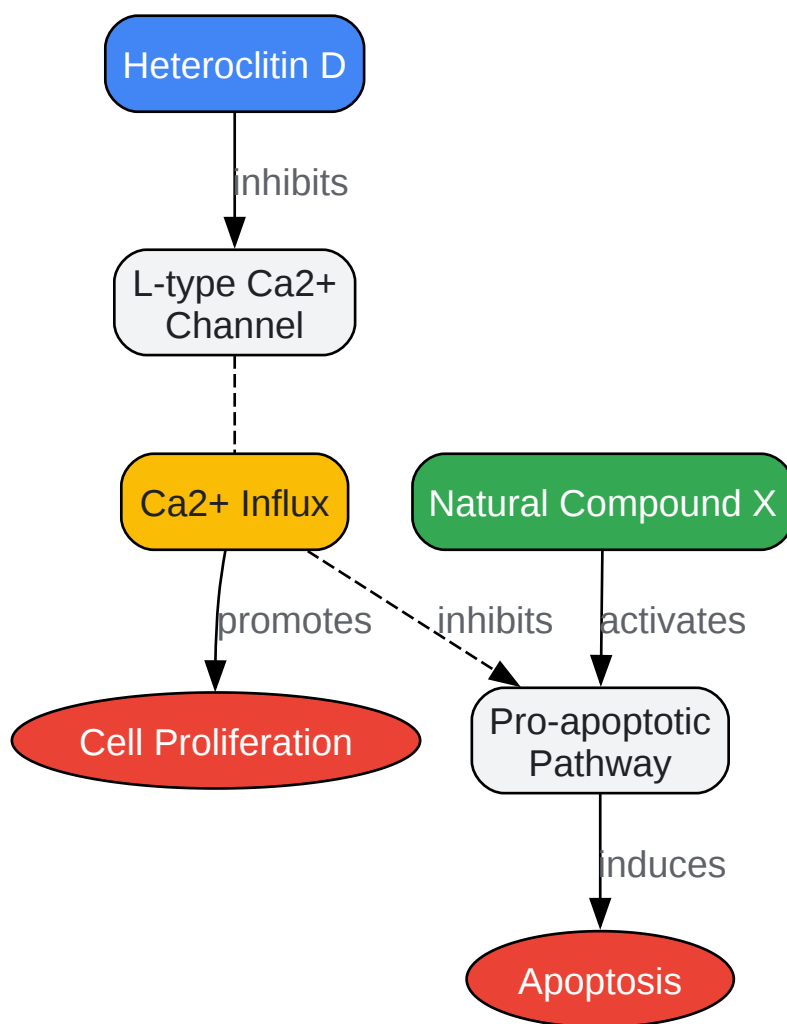 Heteroclitin D
inhibits
L-type Ca2+
Channel
Ca2+ Influx
Natural Compound X
promotes
inhibits
activates
Pro-apoptotic
Pathway
Cell Proliferation
induces
Apoptosis